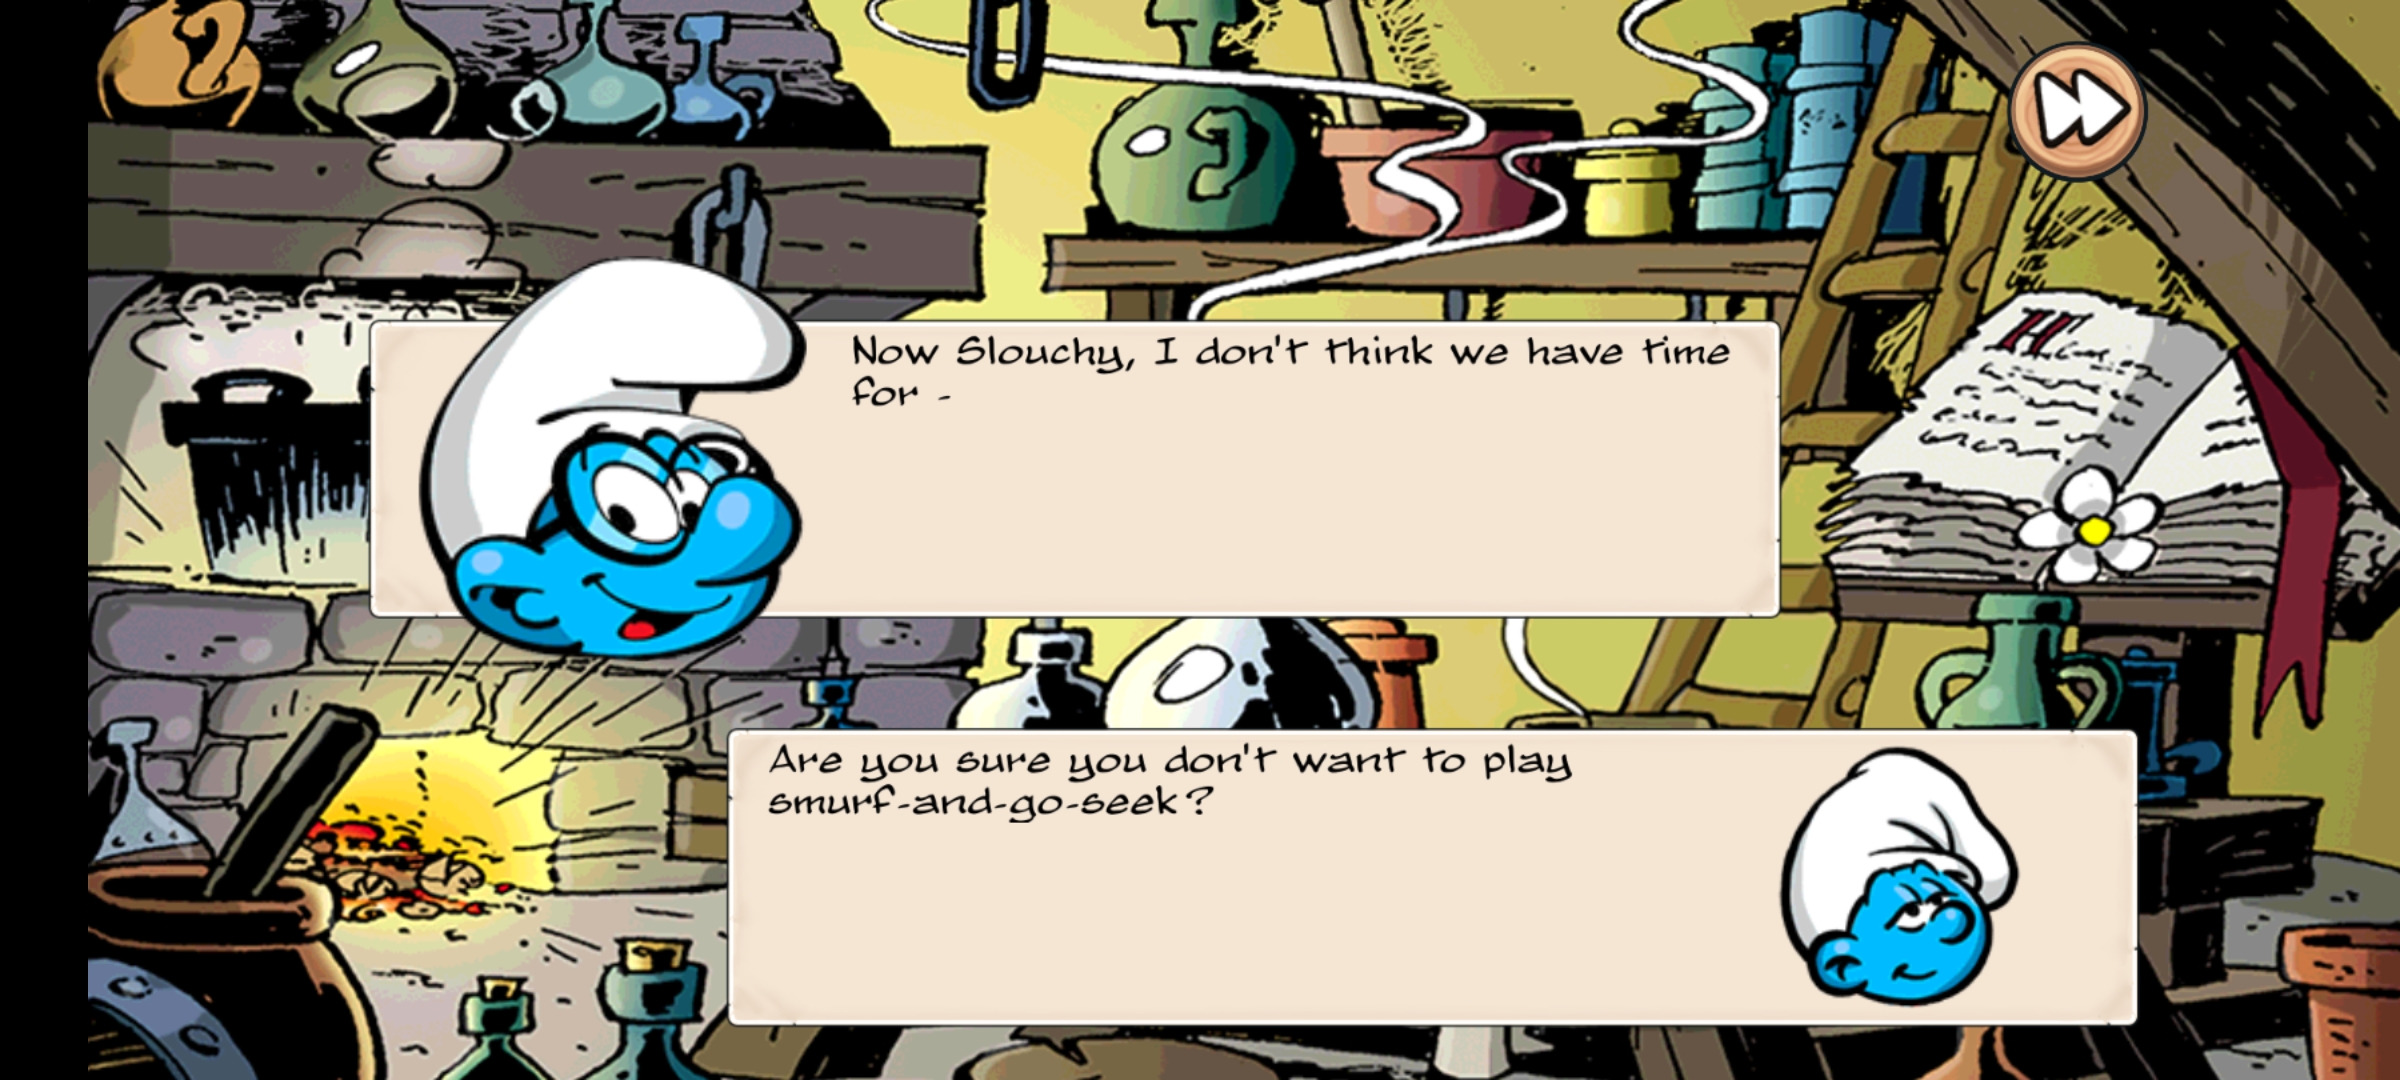 Now Slouchy, I don't think we have time
for -
Are you sure you don't want to play
smurf-and-go-seek?